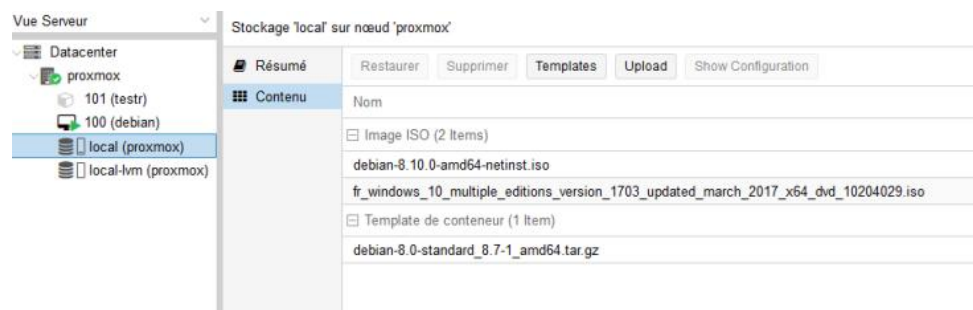 Vue Serveur
Stockage 'local' sur nœud 'proxmox'
Datacenter
proxmox
101 (testr)
100 (debian)
local (proxmox)
local-lvm (proxmox)
Résumé
Contenu
Restaurer Supprimer Templates Upload Show Configuration
Nom
Image ISO (2 Items)
debian-8.10.0-amd64-netinst.iso
fr_windows_10_multiple_editions_version_1703_updated_march_2017_x64_dvd_10204029.iso
Template de conteneur (1 Item)
debian-8.0-standard_8.7-1_amd64.tar.gz